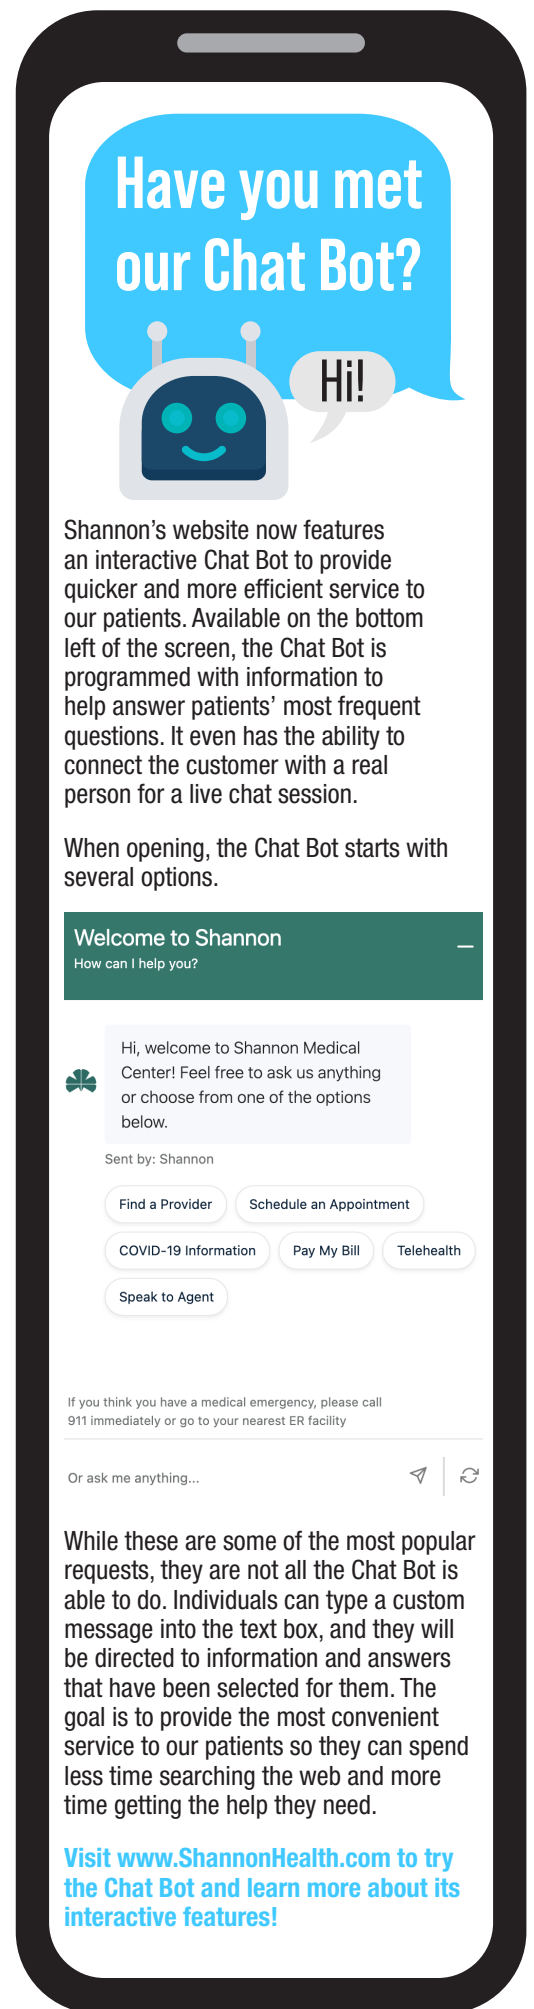 Have you met
our Chat Bot?
Hi!
Shannon’s website now features
an interactive Chat Bot to provide
quicker and more efficient service to
our patients. Available on the bottom
left of the screen, the Chat Bot is
programmed with information to
help answer patients’ most frequent
questions. It even has the ability to
connect the customer with a real
person for a live chat session.
When opening, the Chat Bot starts with
several options.
Welcome to Shannon
How can I help you?
Hi, welcome to Shannon Medical
Center! Feel free to ask us anything
or choose from one of the options
below.
Sent by: Shannon
Find a Provider Schedule an Appointment
COVID-19 Information Pay My Bill Telehealth
Speak to Agent
If you think you have a medical emergency, please call
911 immediately or go to your nearest ER facility
Or ask me anything...
While these are some of the most popular
requests, they are not all the Chat Bot is
able to do. Individuals can type a custom
message into the text box, and they will
be directed to information and answers
that have been selected for them. The
goal is to provide the most convenient
service to our patients so they can spend
less time searching the web and more
time getting the help they need.
Visit www.ShannonHealth.com to try
the Chat Bot and learn more about its
interactive features!